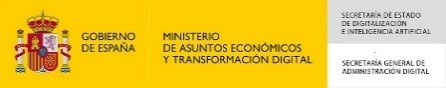 GOBIERNO
DE ESPAÑA
MINISTERIO
DE ASUNTOS ECONÓMICOS
Y TRANSFORMACIÓN DIGITAL
SECRETARÍA DE ESTADO
DE DIGITALIZACIÓN
E INTELIGENCIA ARTIFICIAL
SECRETARÍA GENERAL DE
ADMINISTRACIÓN DIGITAL